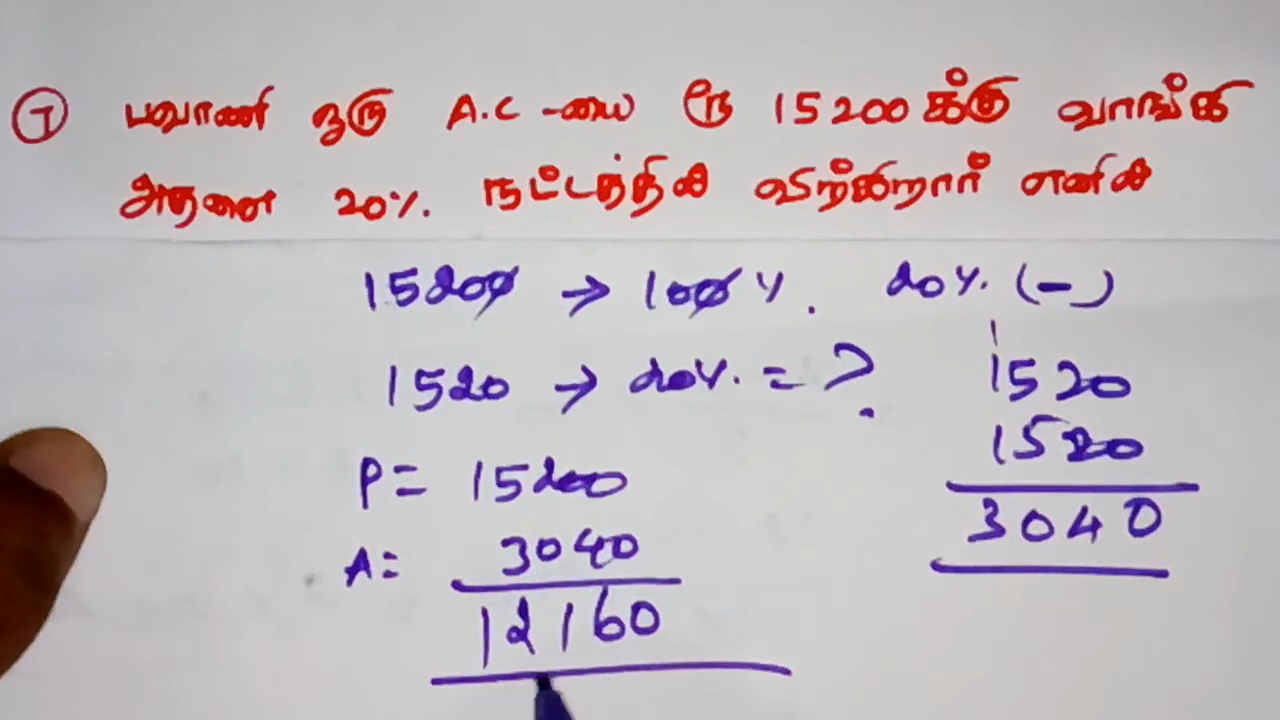 7 பவானி ஒரு A.C -யை ரூ 15200க்கு வாங்கி
அதனை 20%. நட்டத்தில் விற்கிறார் எனில்
15200 → 100% . 20%. (-)
1520 → 20%. = ?
1520
1520
3040
P= 15200
A= 3040
12160